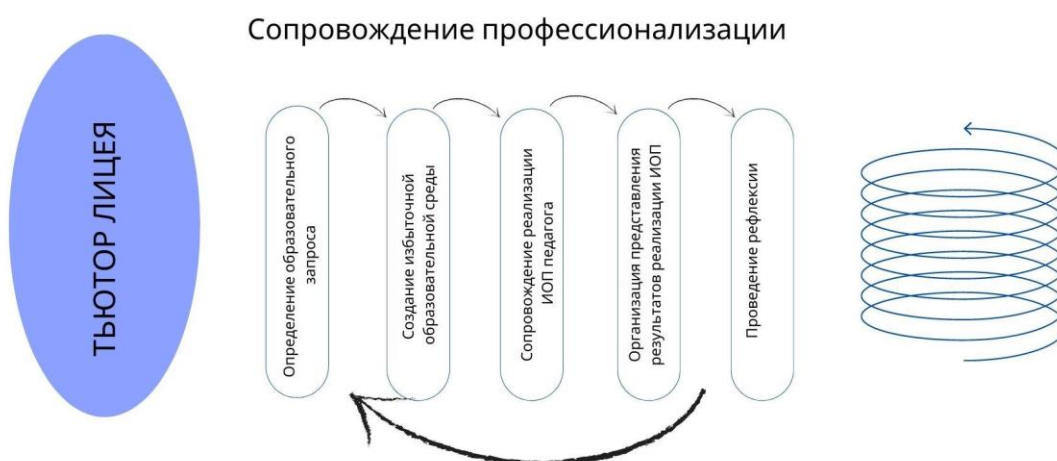 Сопровождение профессионализации
ТЬЮТОР ЛИЦЕЯ
Определение образовательного
запроса
Создание избыточной
образовательной среды
Сопровождение реализации
ИОП педагога
Организация представления
результатов реализации ИОП
Проведение рефлексии